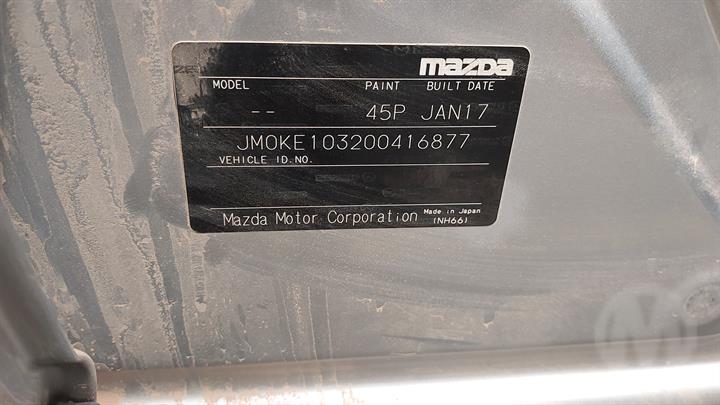 mazda
MODEL PAINT BUILT DATE
-- 45P JAN17
JM0KE103200416877
VEHICLE ID.NO.
Mazda Motor Corporation Made in Japan
(NH66)
M